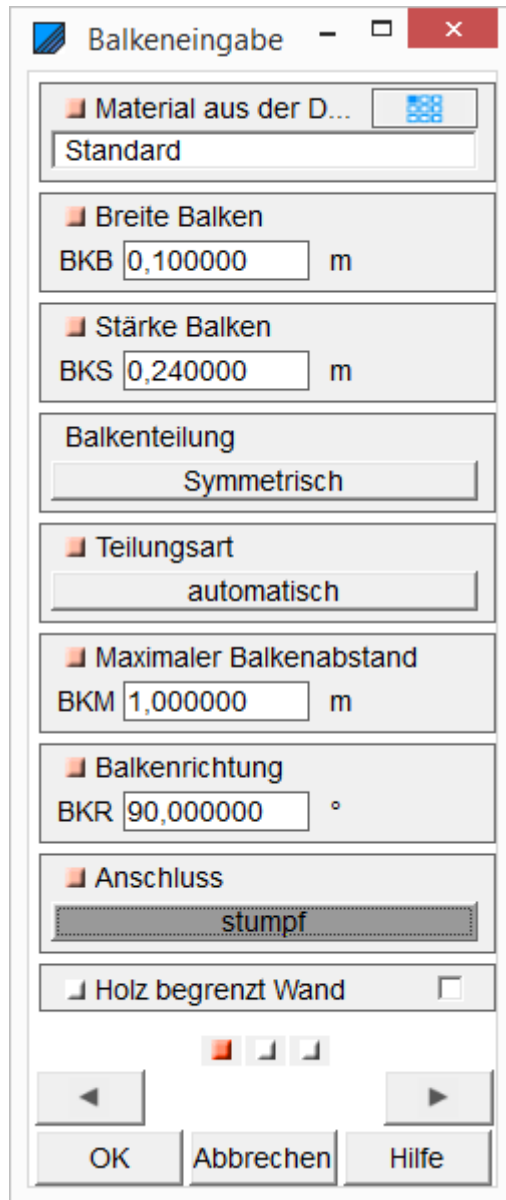 Balkeneingabe
Material aus der D...
Standard
Breite Balken
BKB 0,100000 m
Stärke Balken
BKS 0,240000 m
Balkenteilung
Symmetrisch
Teilungsart
automatisch
Maximaler Balkenabstand
BKM 1,000000 m
Balkenrichtung
BKR 90,000000 °
Anschluss
stumpf
Holz begrenzt Wand
OK Abbrechen Hilfe